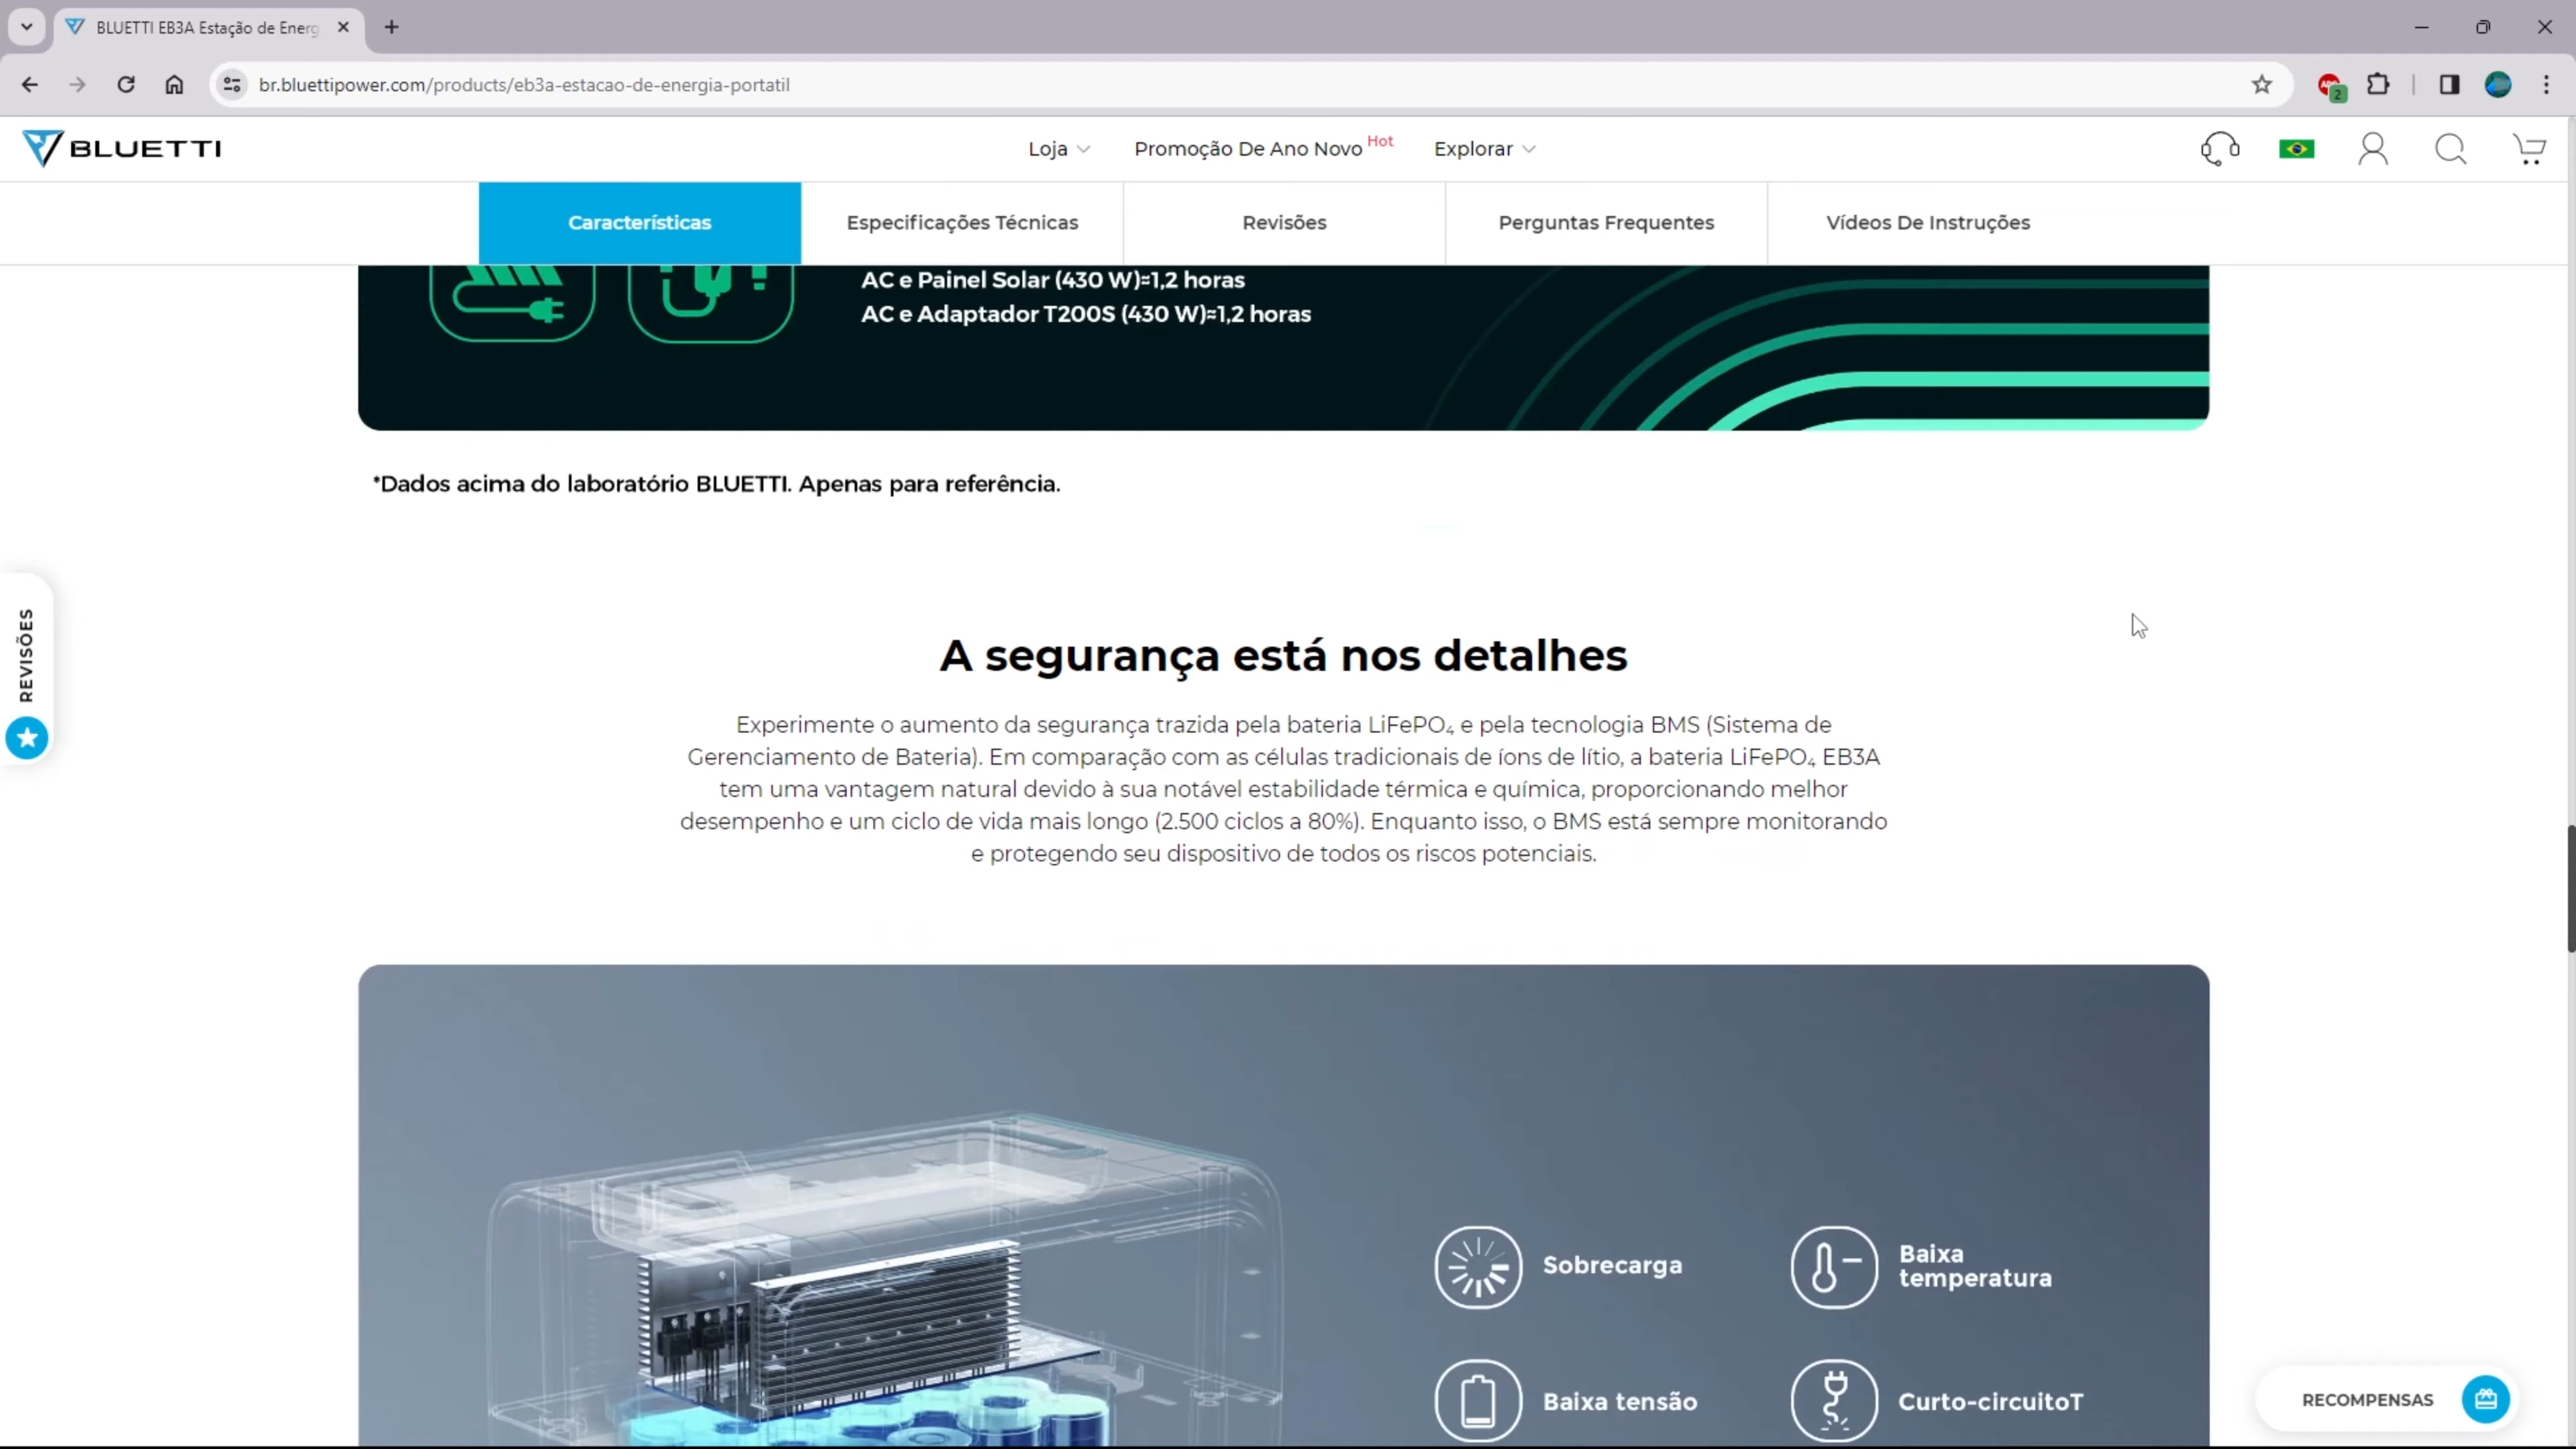 BLUETTI EB3A Estação de Energ
br.bluettipower.com/products/eb3a-estacao-de-energia-portatil
2
BLUETTI
Loja
Promoção De Ano Novo Hot
Explorar
Características
Especificações Técnicas
Revisões
Perguntas Frequentes
Vídeos De Instruções
AC e Painel Solar (430 W)≈1,2 horas
AC e Adaptador T200S (430 W)≈1,2 horas
*Dados acima do laboratório BLUETTI. Apenas para referência.
REVISÕES
A segurança está nos detalhes
Experimente o aumento da segurança trazida pela bateria LiFePO₄ e pela tecnologia BMS (Sistema de
Gerenciamento de Bateria). Em comparação com as células tradicionais de íons de lítio, a bateria LiFePO₄ EB3A
tem uma vantagem natural devido à sua notável estabilidade térmica e química, proporcionando melhor
desempenho e um ciclo de vida mais longo (2.500 ciclos a 80%). Enquanto isso, o BMS está sempre monitorando
e protegendo seu dispositivo de todos os riscos potenciais.
Sobrecarga
Baixa
temperatura
Baixa tensão
Curto-circuitoT
RECOMPENSAS